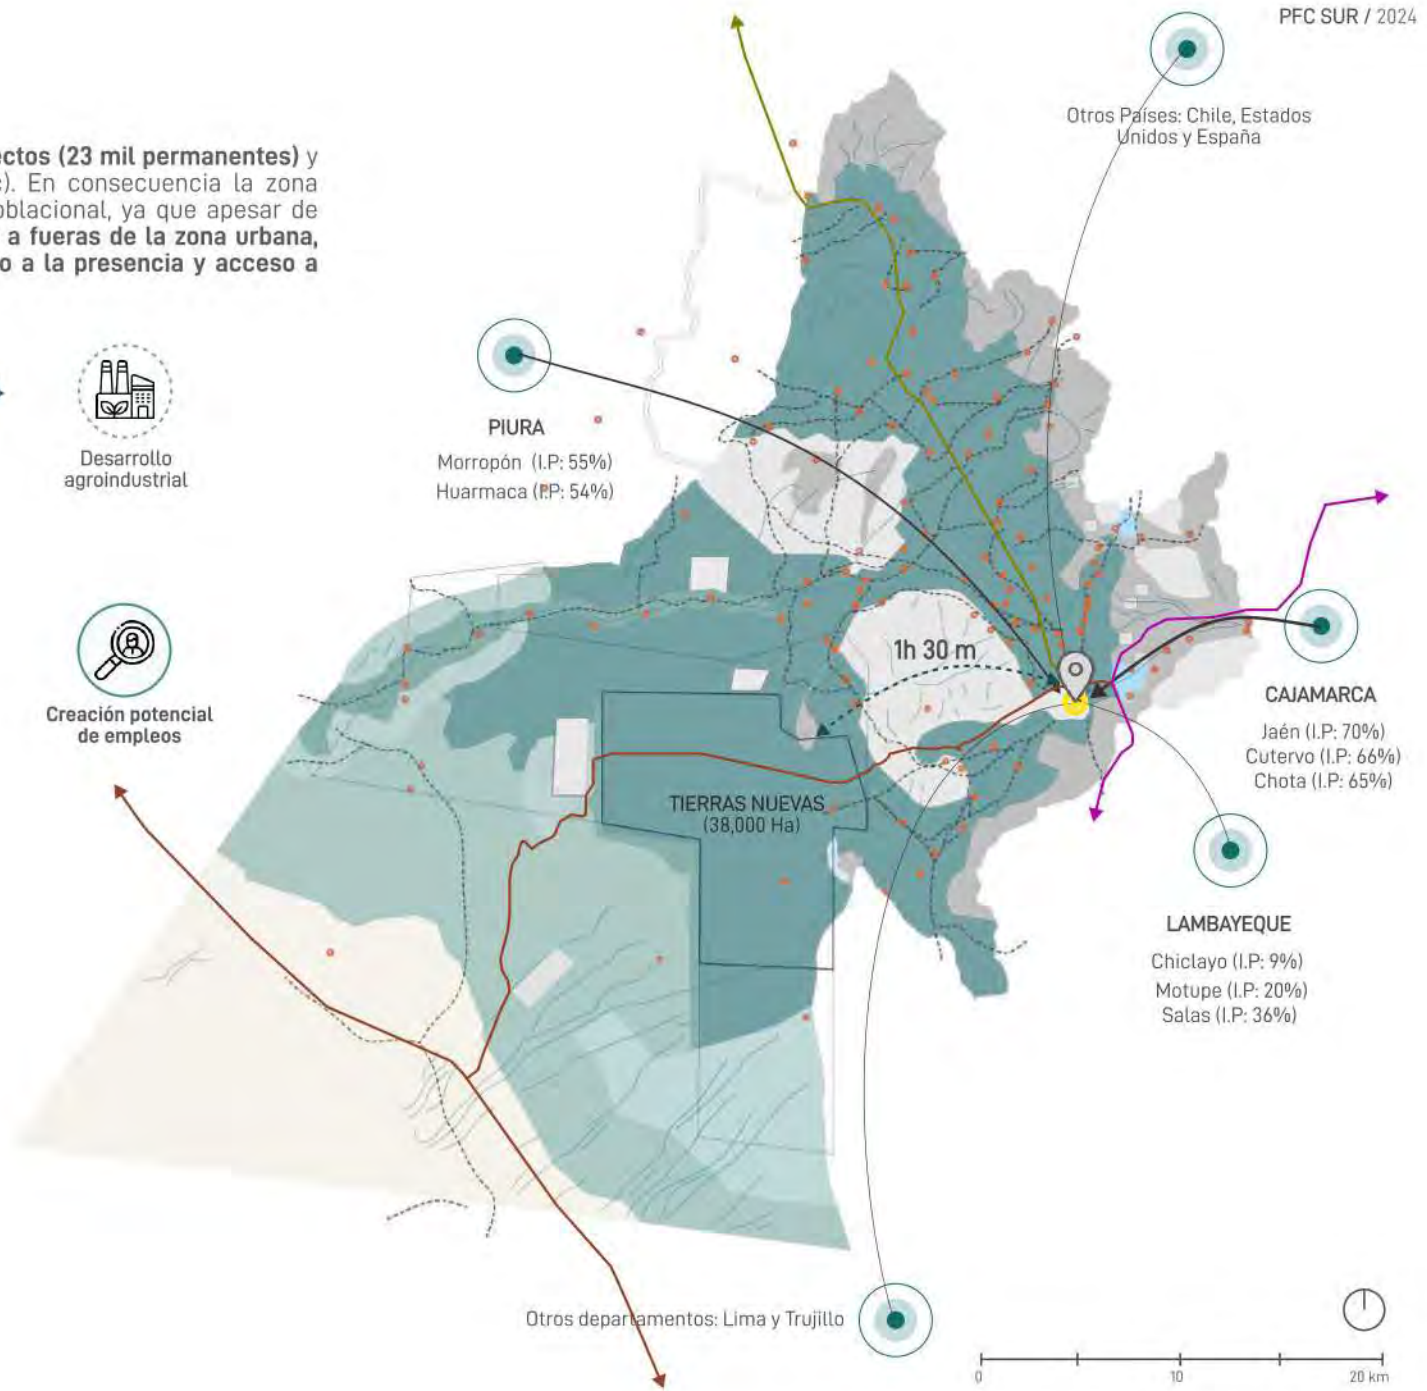 PFC SUR / 2024
ectos (23 mil permanentes) y
c). En consecuencia la zona
oblacional, ya que apesar de
a fueras de la zona urbana,
o a la presencia y acceso a
Otros Países: Chile, Estados
Unidos y España
Desarrollo
agroindustrial
PIURA
Morropón (I.P: 55%)
Huarmaca (I.P: 54%)
Creación potencial
de empleos
1h 30 m
CAJAMARCA
Jaén (I.P: 70%)
Cutervo (I.P: 66%)
Chota (I.P: 65%)
TIERRAS NUEVAS
(38,000 Ha)
LAMBAYEQUE
Chiclayo (I.P: 9%)
Motupe (I.P: 20%)
Salas (I.P: 36%)
Otros departamentos: Lima y Trujillo
0 10 20 km